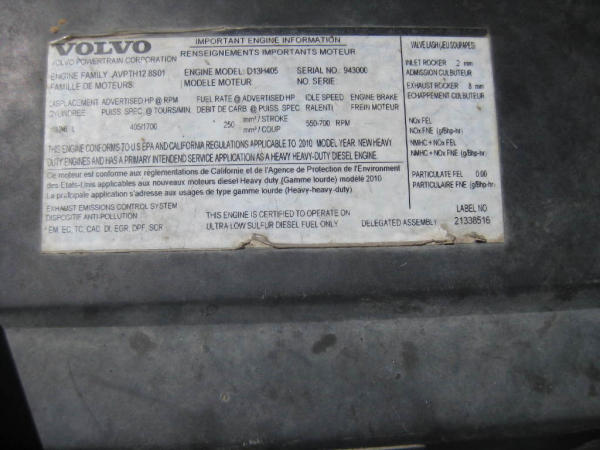 VOLVO
IMPORTANT ENGINE INFORMATION
RENSEIGNEMENTS IMPORTANTS MOTEUR
VOLVO POWERTRAIN CORPORATION
ENGINE FAMILY AVPTH12.8S01 ENGINE MODEL: D13H405 SERIAL NO. 943000
FAMILLE DE MOTEURS: MODELE MOTEUR NO SERIE
DISPLACEMENT ADVERTISED HP @ RPM FUEL RATE @ ADVERTISED HP IDLE SPEED ENGINE BRAKE
CYLINDREE PUISS. SPEC. @ TOURS/MIN. DEBIT DE CARB. @ PUISS. SPEC. RALENTI FREIN MOTEUR
L 405/1700 250 mm³ / STROKE 550-700 RPM
mm³ / COUP
THIS ENGINE CONFORMS TO U.S EPA AND CALIFORNIA REGULATIONS APPLICABLE TO 2010 MODEL YEAR NEW HEAVY
DUTY ENGINES AND HAS A PRIMARY INTENDED SERVICE APPLICATION AS A HEAVY HEAVY-DUTY DIESEL ENGINE.
Ce moteur est conforme aux réglementations de Californie et de l'Agence de Protection de l'Environment
des Etats-Unis applicables aux nouveaux moteurs diesel Heavy duty (Gamme lourde) modèle 2010
La principale application s'adresse aux usages de type gamme lourde (Heavy-heavy-duty).
EXHAUST EMISSIONS CONTROL SYSTEM
DISPOSITIF ANTI-POLLUTION
EM, EC, TC, CAC, DI, EGR, DPF, SCR
THIS ENGINE IS CERTIFIED TO OPERATE ON
ULTRA LOW SULFUR DIESEL FUEL ONLY
DELEGATED ASSEMBLY
VALVE LASH (JEU SOUPAPES)
INLET ROCKER 2 mm
ADMISSION CULBUTEUR
EXHAUST ROCKER 8 mm
ECHAPPEMENT CULBUTEUR
NOx FEL
NOx FNE (g/Bhp-hr)
NMHC + NOx FEL
NMHC + NOx FNE (g/Bhp-hr)
PARTICULATE FEL 0.00
PARTICULAIRE FNE (g/Bhp-hr)
LABEL NO
21338516